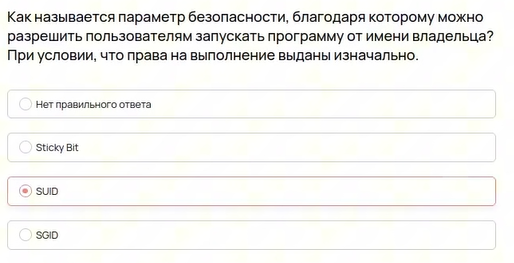 Как называется параметр безопасности, благодаря которому можно
разрешить пользователям запускать программу от имени владельца?
При условии, что права на выполнение выданы изначально.
Нет правильного ответа
Sticky Bit
SUID
SGID